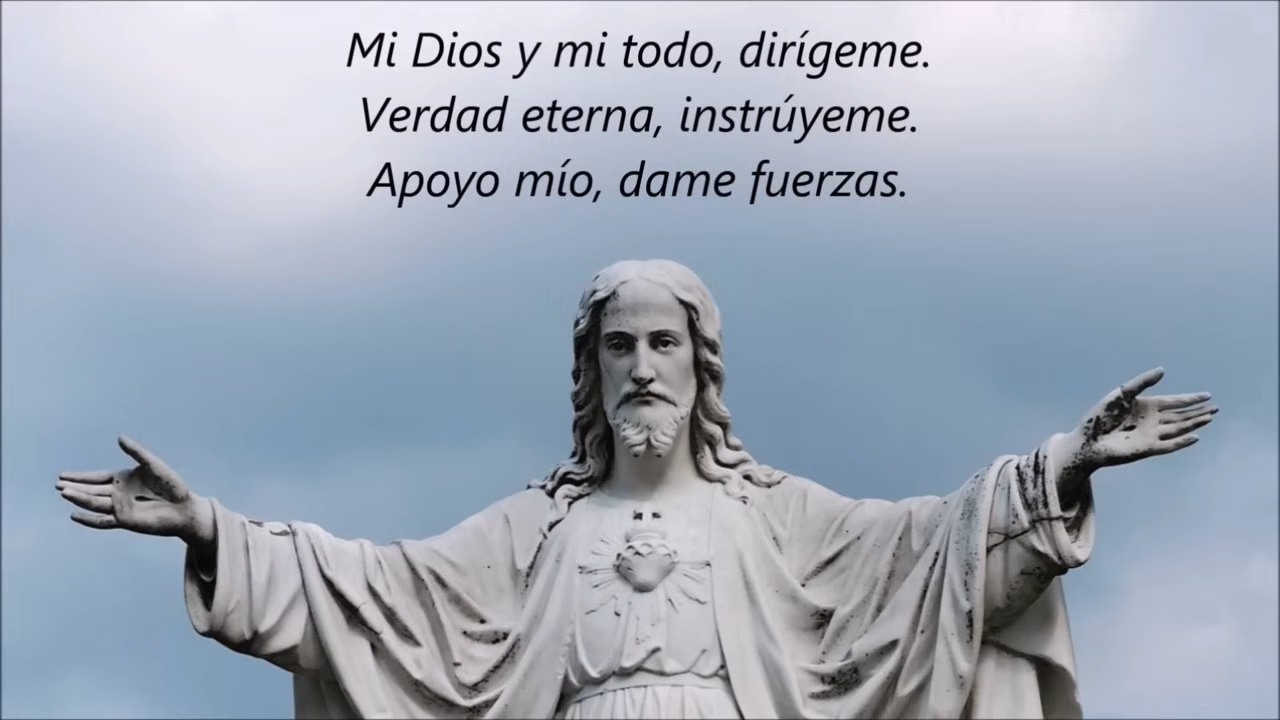 Mi Dios y mi todo, dirígeme.
Verdad eterna, instrúyeme.
Apoyo mío, dame fuerzas.